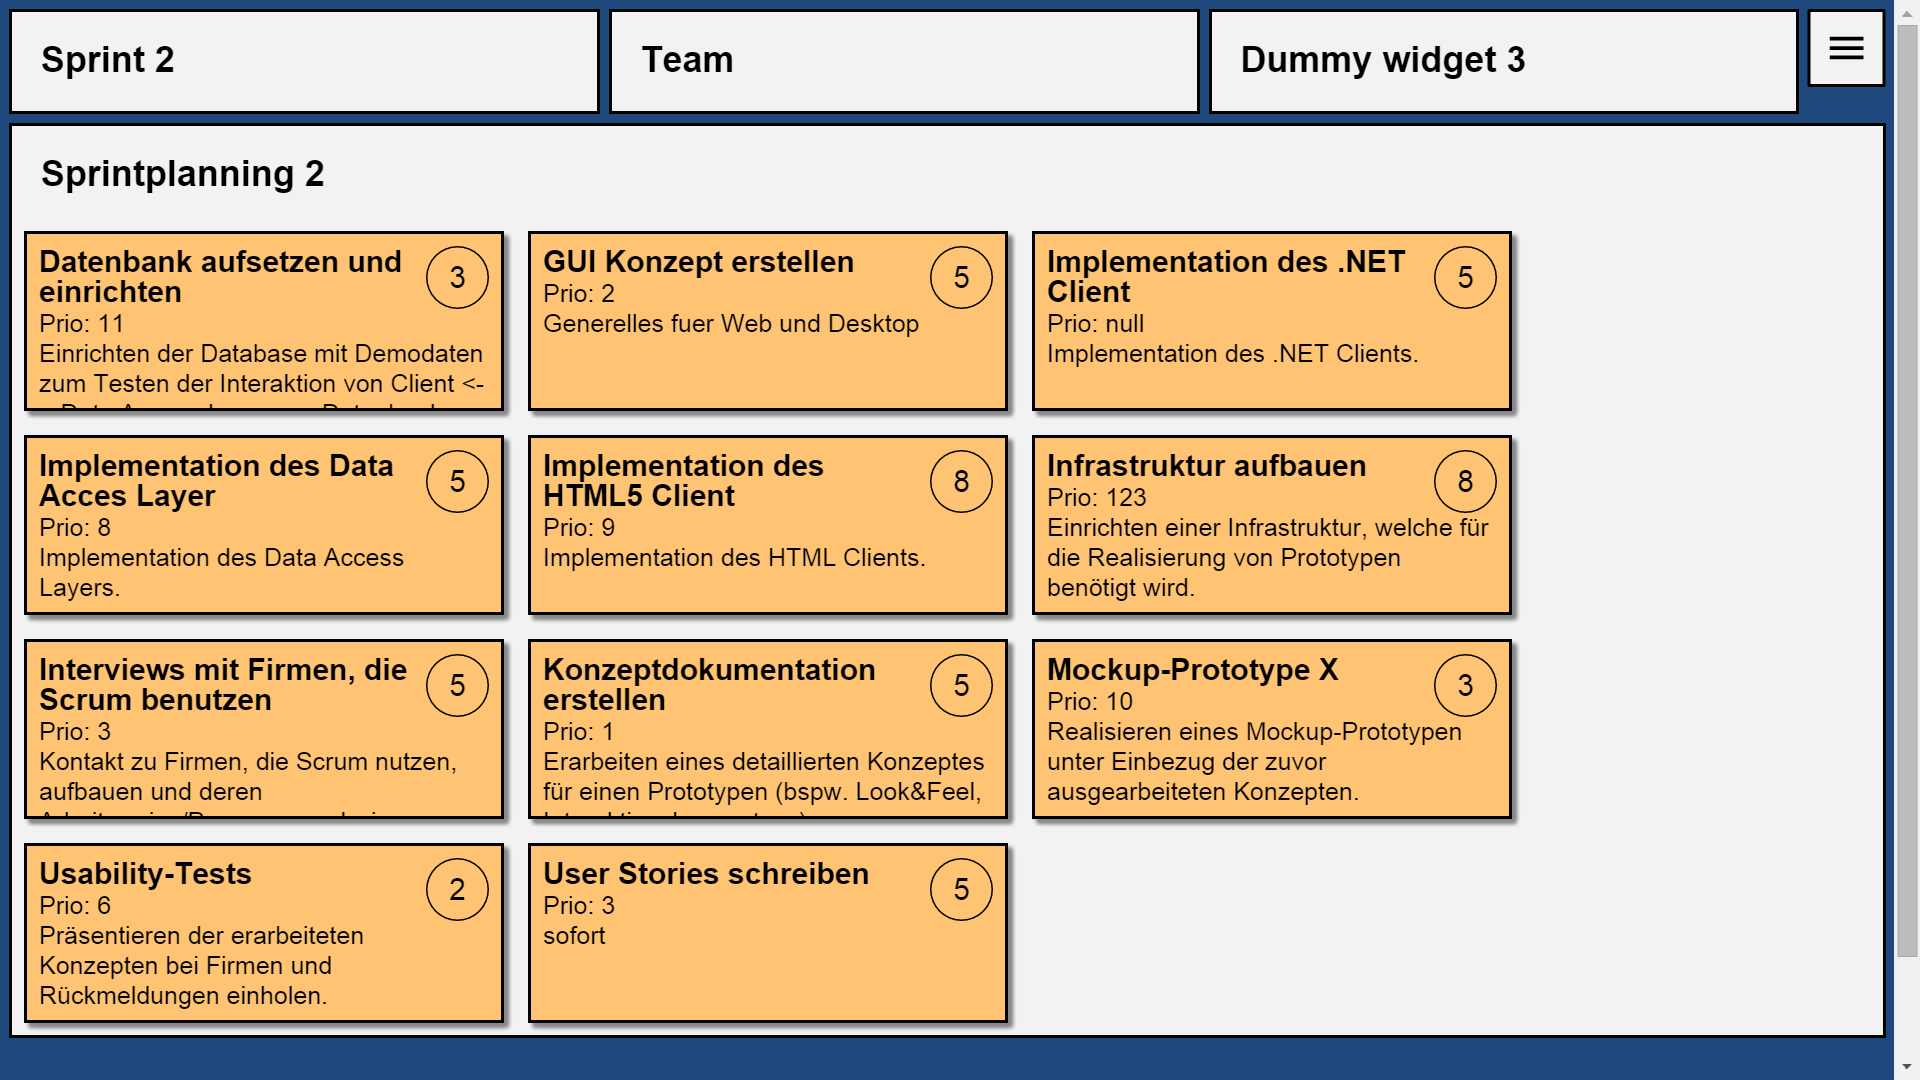 Sprint 2
Team
Dummy widget 3
Sprintplanning 2
Datenbank aufsetzen und
einrichten
3
Prio: 11
Einrichten der Database mit Demodaten
zum Testen der Interaktion von Client <-
GUI Konzept erstellen
5
Prio: 2
Generelles fuer Web und Desktop
Implementation des .NET
Client
5
Prio: null
Implementation des .NET Clients.
Implementation des Data
Acces Layer
5
Prio: 8
Implementation des Data Access
Layers.
Implementation des
HTML5 Client
8
Prio: 9
Implementation des HTML Clients.
Infrastruktur aufbauen
8
Prio: 123
Einrichten einer Infrastruktur, welche für
die Realisierung von Prototypen
benötigt wird.
Interviews mit Firmen, die
Scrum benutzen
5
Prio: 3
Kontakt zu Firmen, die Scrum nutzen,
aufbauen und deren
Konzeptdokumentation
erstellen
5
Prio: 1
Erarbeiten eines detaillierten Konzeptes
für einen Prototypen (bspw. Look&Feel,
Mockup-Prototype X
3
Prio: 10
Realisieren eines Mockup-Prototypen
unter Einbezug der zuvor
ausgearbeiteten Konzepten.
Usability-Tests
2
Prio: 6
Präsentieren der erarbeiteten
Konzepten bei Firmen und
Rückmeldungen einholen.
User Stories schreiben
5
Prio: 3
sofort